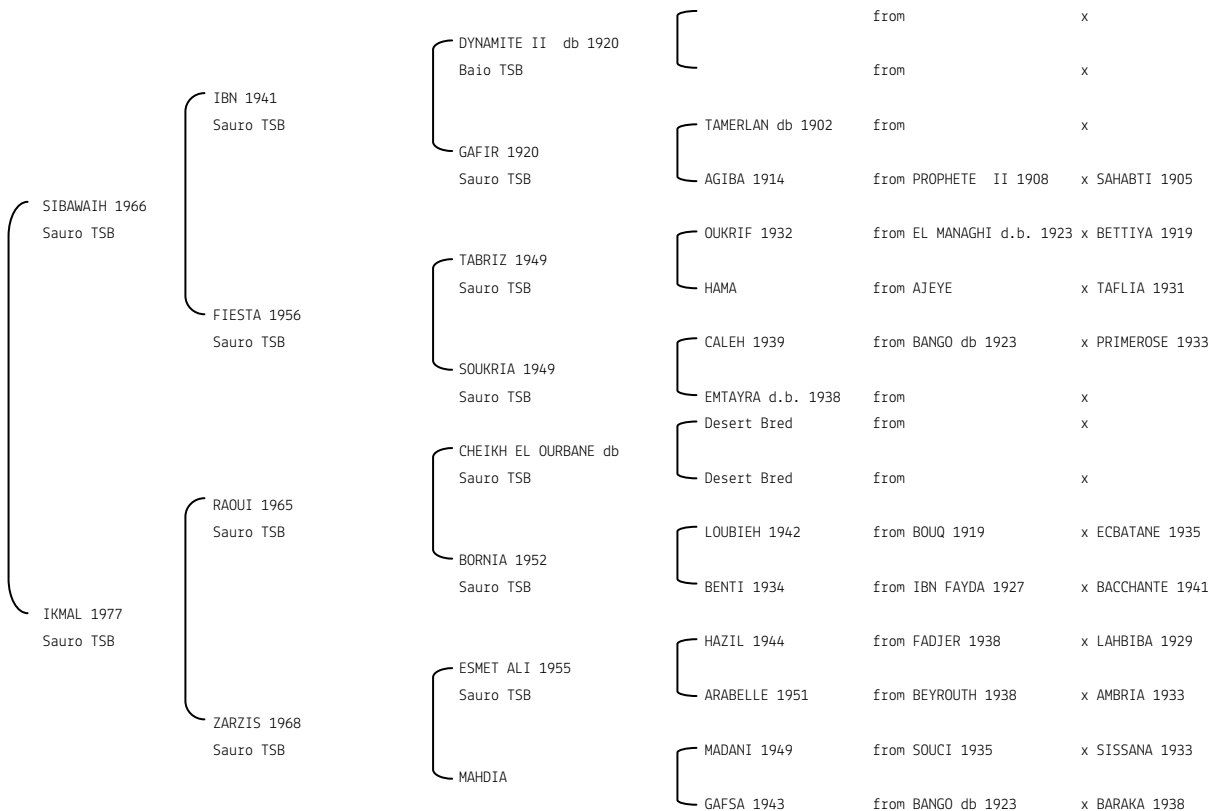 from x
DYNAMITE II db 1920
Baio TSB from x
IBN 1941
Sauro TSB TAMERLAN db 1902 from x
GAFIR 1920
Sauro TSB AGIBA 1914 from PROPHETE II 1908 x SAHABTI 1905
SIBAWAIH 1966
Sauro TSB OUKRIF 1932 from EL MANAGHI d.b. 1923 x BETTIYA 1919
TABRIZ 1949
Sauro TSB HAMA from AJEYE x TAFLIA 1931
FIESTA 1956
Sauro TSB CALEH 1939 from BANGO db 1923 x PRIMEROSE 1933
SOUKRIA 1949
Sauro TSB EMTAYRA d.b. 1938 from x
Desert Bred from x
CHEIKH EL OURBANE db
Sauro TSB Desert Bred from x
RAOUI 1965
Sauro TSB LOUBIEH 1942 from BOUQ 1919 x ECBATANE 1935
BORNIA 1952
Sauro TSB BENTI 1934 from IBN FAYDA 1927 x BACCHANTE 1941
IKMAL 1977
Sauro TSB HAZIL 1944 from FADJER 1938 x LAHBIBA 1929
ESMET ALI 1955
Sauro TSB ARABELLE 1951 from BEYROUTH 1938 x AMBRIA 1933
ZARZIS 1968
Sauro TSB MADANI 1949 from SOUCI 1935 x SISSANA 1933
MAHDIA
GAFSA 1943 from BANGO db 1923 x BARAKA 1938